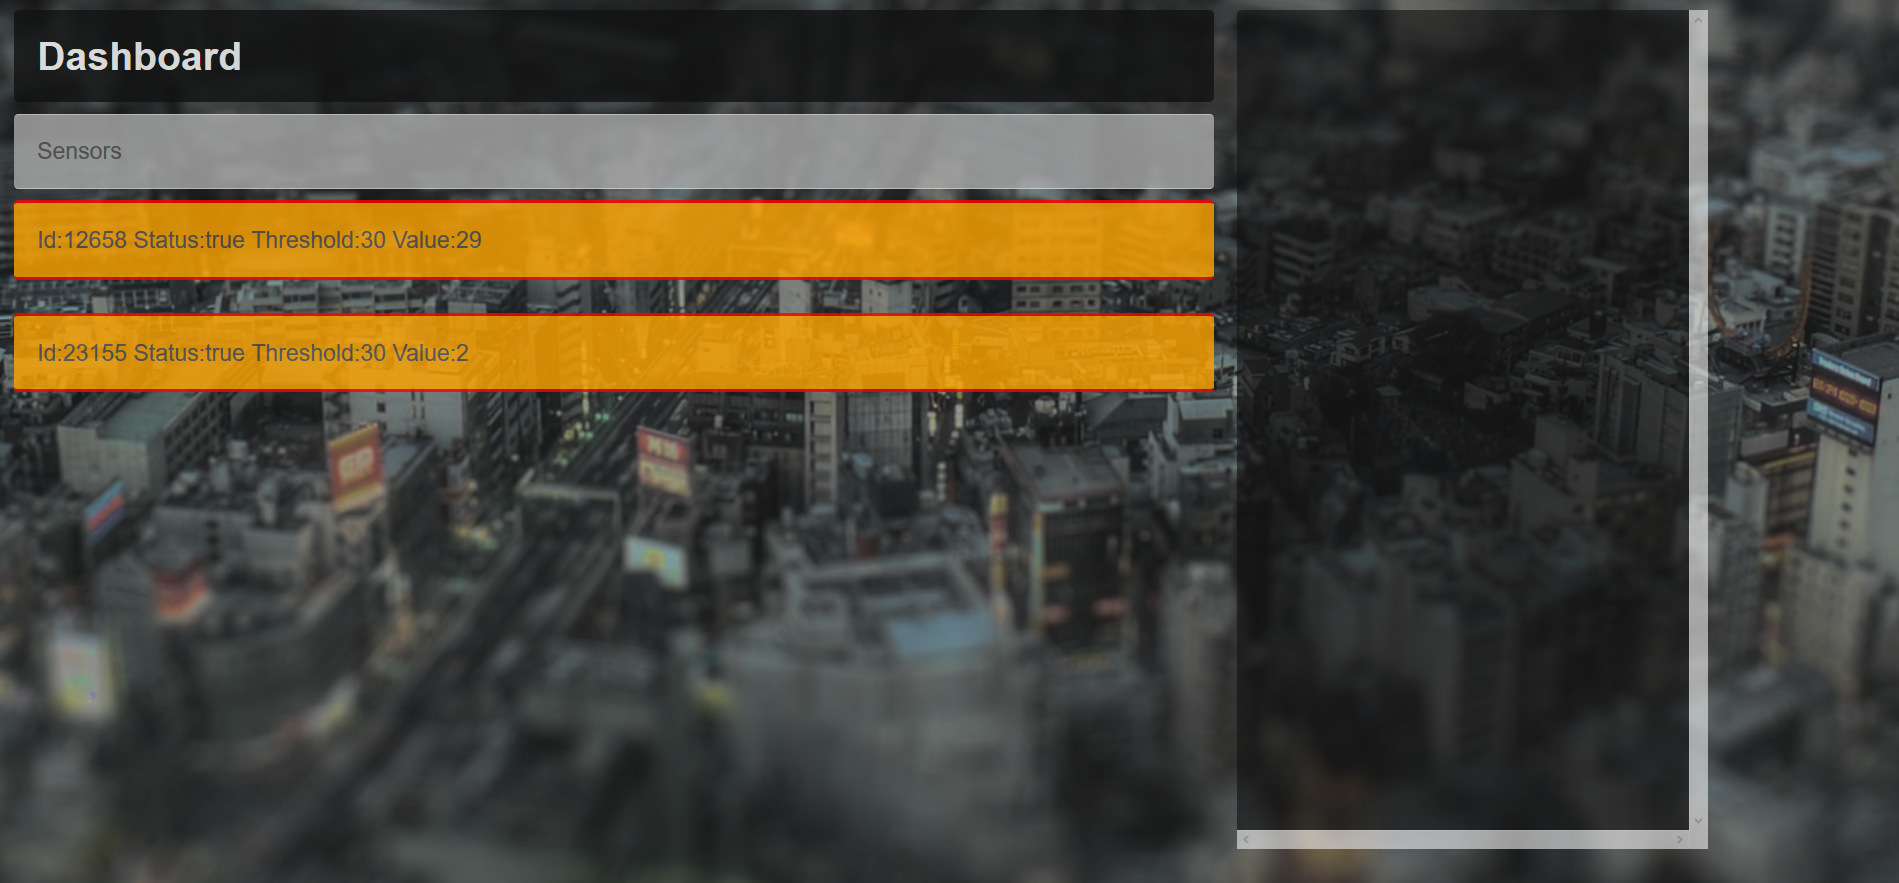 Dashboard
Sensors
Id:12658 Status:true Threshold:30 Value:29
Id:23155 Status:true Threshold:30 Value:2